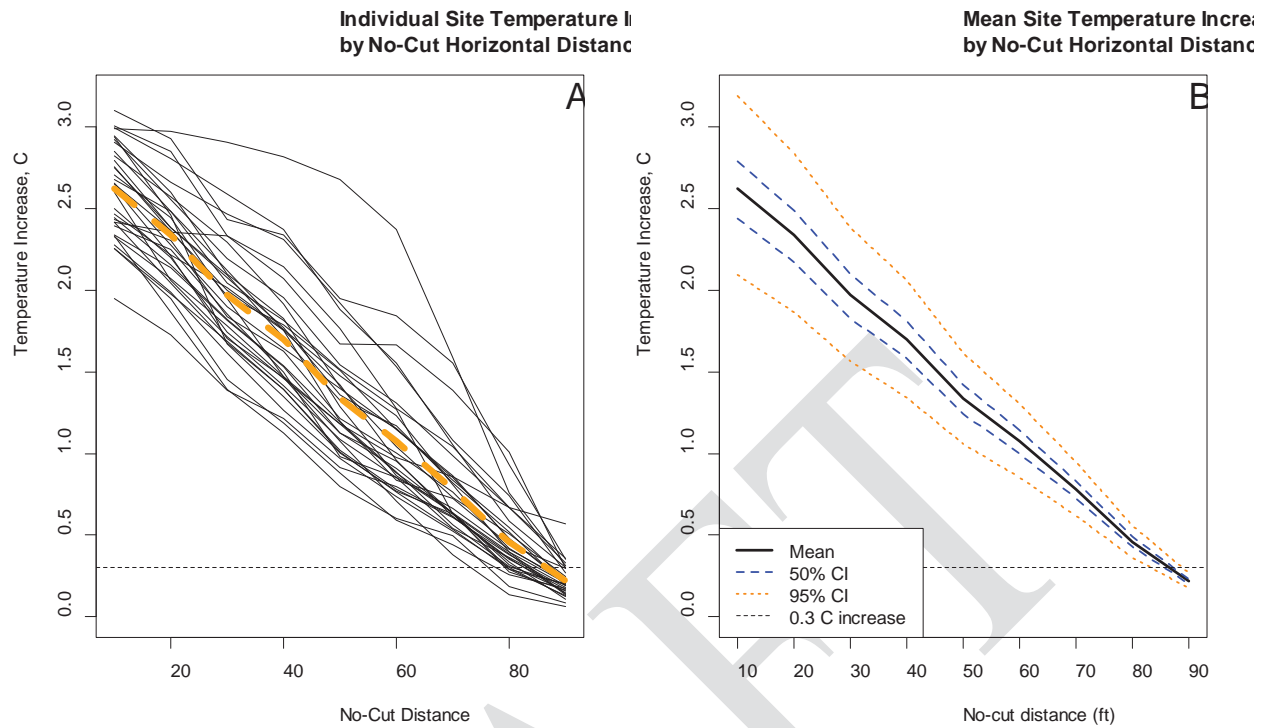 Individual Site Temperature I
by No-Cut Horizontal Distanc
A
Temperature Increase, C
3.0
2.5
2.0
1.5
1.0
0.5
0.0
20
40
60
80
No-Cut Distance
Mean Site Temperature Increa
by No-Cut Horizontal Distanc
B
Temperature Increase, C
3.0
2.5
2.0
1.5
1.0
0.5
0.0
Mean
50% CI
95% CI
0.3 C increase
10
20
30
40
50
60
70
80
90
No-cut distance (ft)
AFT